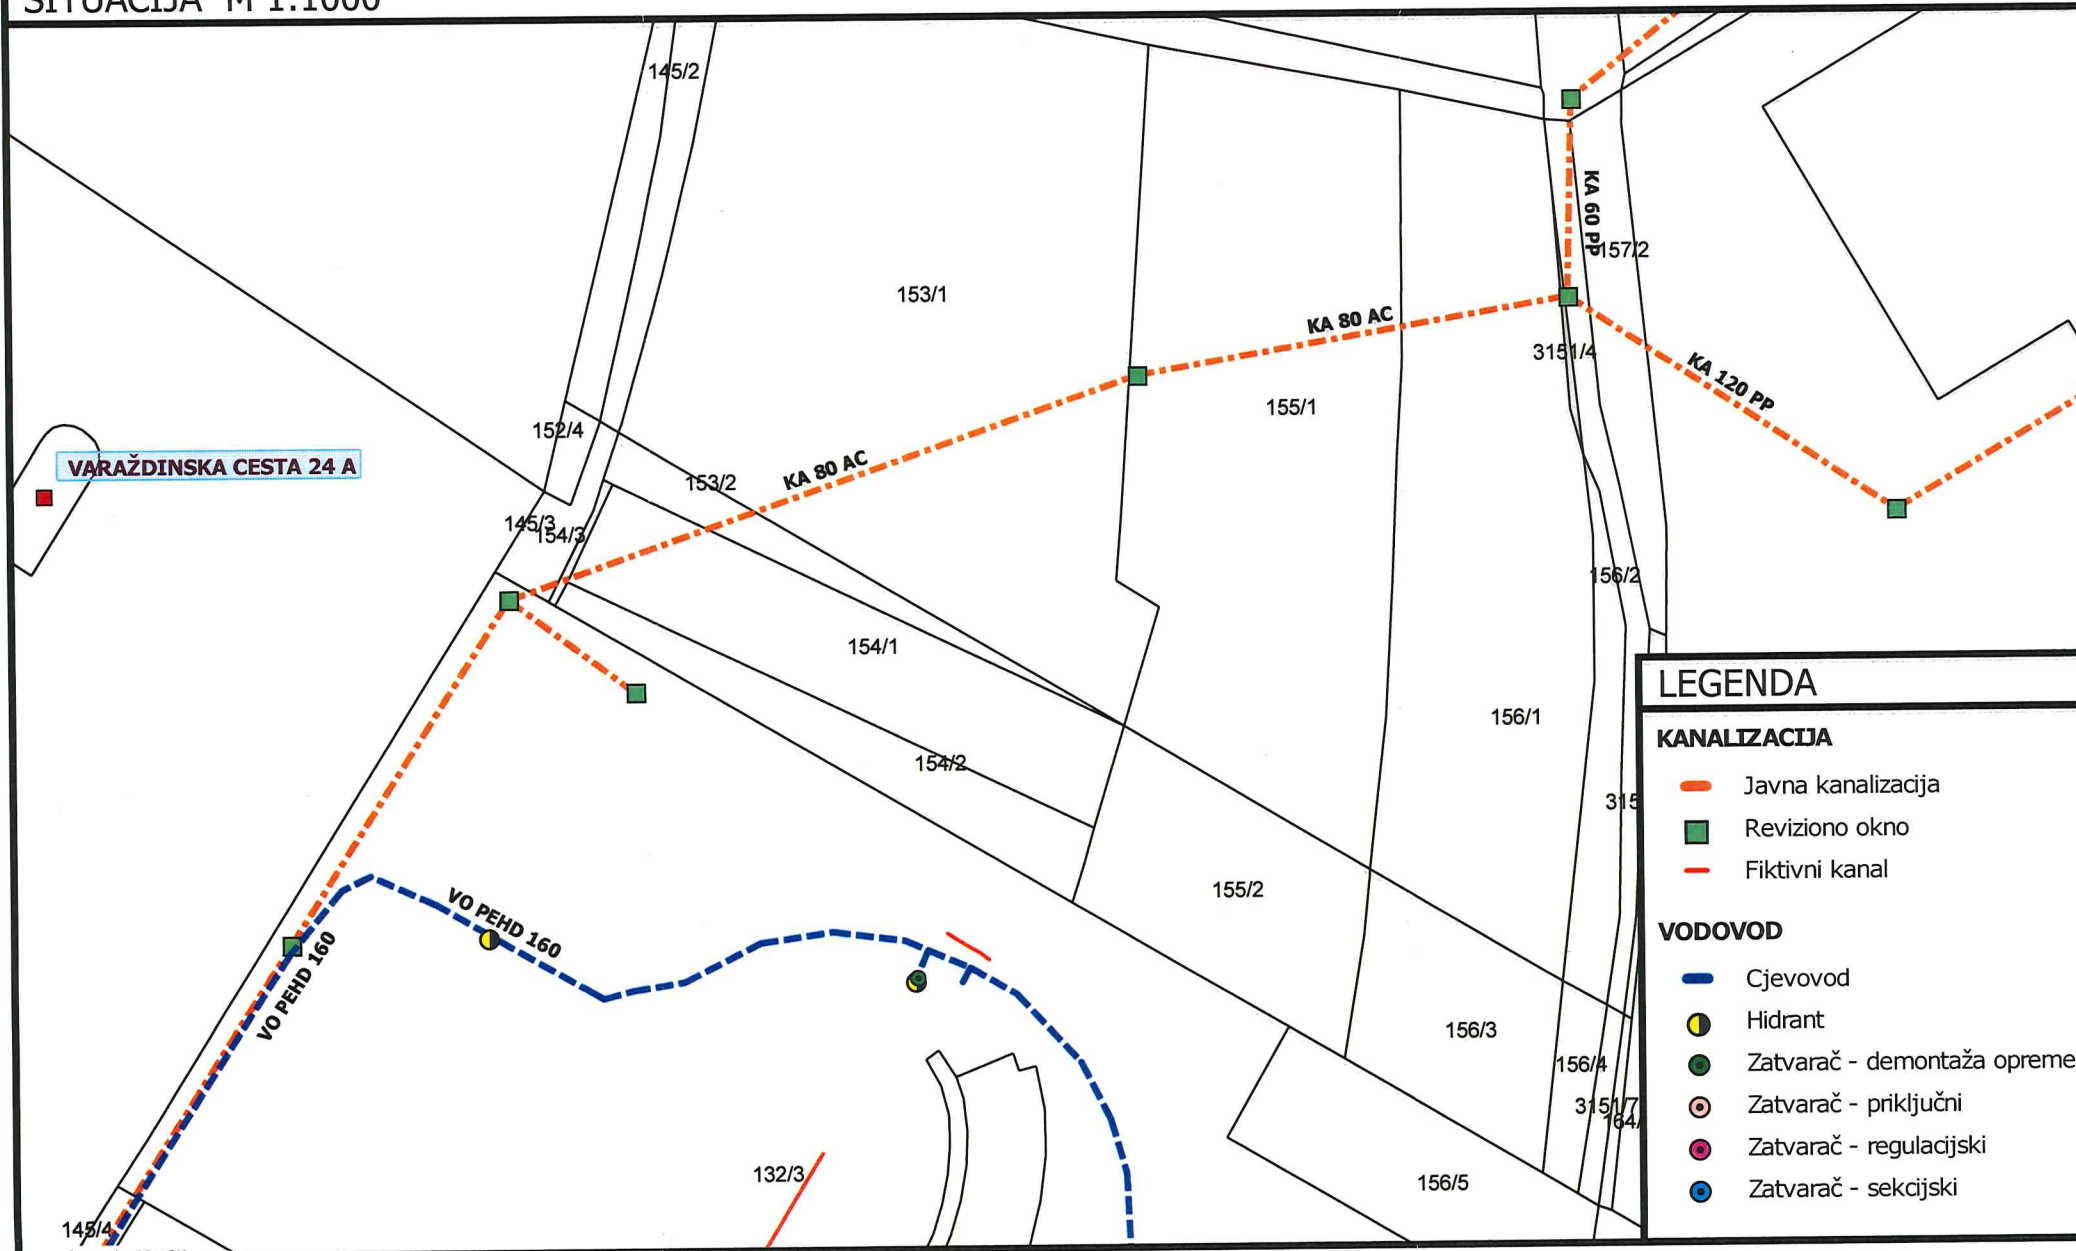 SITUACIJA M 1:1000
145/2
KA 60 PP
157/2
153/1
KA 80 AC
3151/4
KA 120 PP
155/1
152/4
VARAŽDINSKA CESTA 24 A
KA 80 AC
153/2
145/3
154/3
156/2
154/1
154/2
156/1
315
155/2
VO PEHD 160
VO PEHD 160
156/3
156/4
3151/7
164/
132/3
156/5
145/4
LEGENDA
KANALIZACIJA
Javna kanalizacija
Reviziono okno
Fiktivni kanal
VODOVOD
Cjevovod
Hidrant
Zatvarač - demontaža opreme
Zatvarač - priključni
Zatvarač - regulacijski
Zatvarač - sekcijski